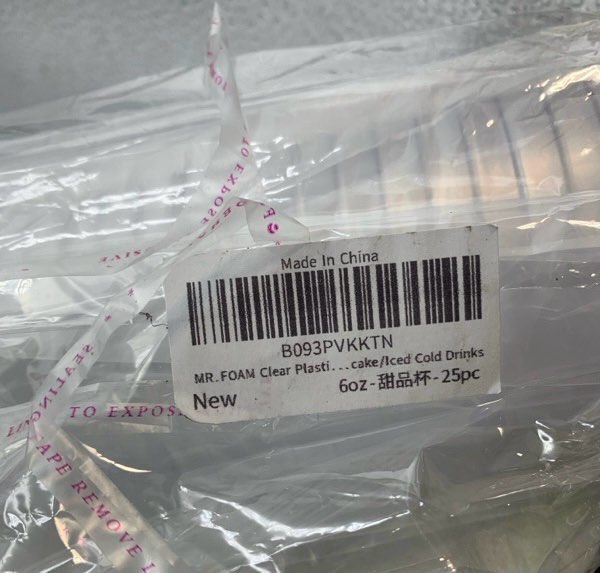 Made In China
B093PVKKTN
MR.FOAM Clear Plasti...cake/Iced Cold Drinks
6oz-甜品杯-25pc
New
TO EXPOSE
TO EXPOS
SEALING
TAPE REMOVE L